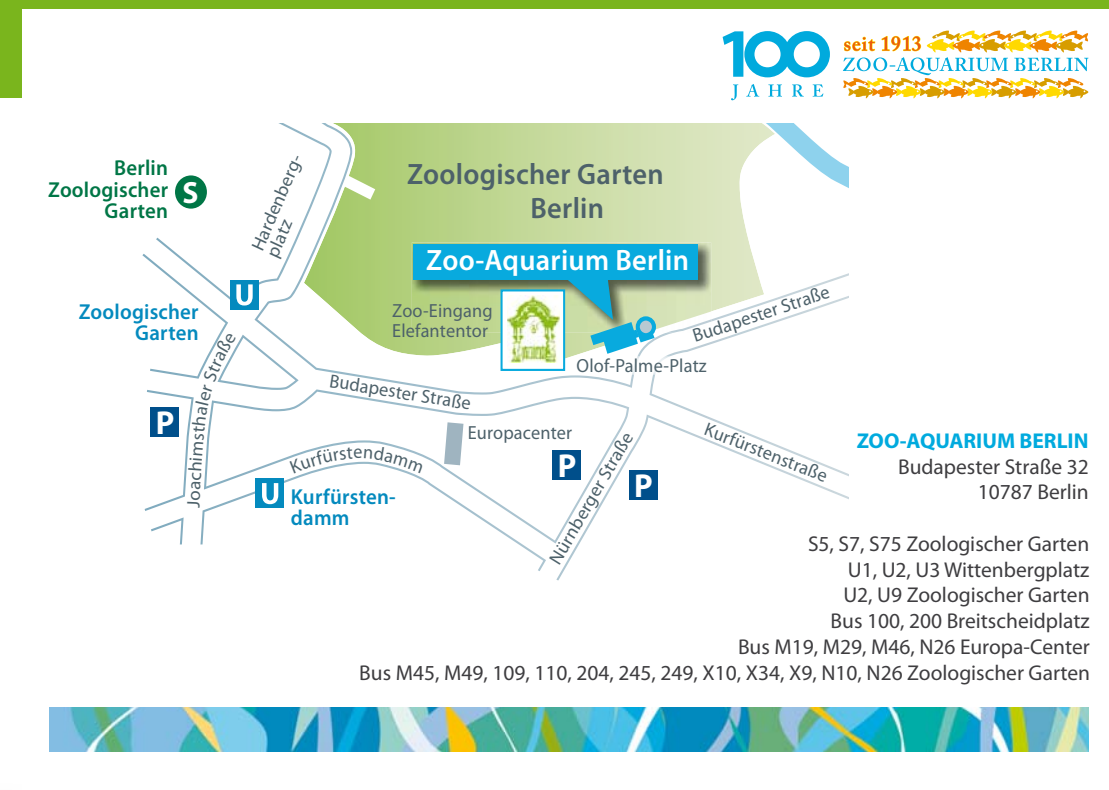 100
JAHRE
seit 1913
ZOO-AQUARIUM BERLIN
Berlin
Zoologischer
Garten
S
Hardenberg-
platz
Zoologischer Garten
Berlin
Zoo-Aquarium Berlin
U
Zoologischer
Garten
Zoo-Eingang
Elefantentor
Budapester Straße
Olof-Palme-Platz
Joachimsthaler Straße
Budapester Straße
P
Europacenter
Kurfürstenstraße
Kurfürstendamm
P
P
Nürnberger Straße
U
Kurfürsten-
damm
ZOO-AQUARIUM BERLIN
Budapester Straße 32
10787 Berlin
S5, S7, S75 Zoologischer Garten
U1, U2, U3 Wittenbergplatz
U2, U9 Zoologischer Garten
Bus 100, 200 Breitscheidplatz
Bus M19, M29, M46, N26 Europa-Center
Bus M45, M49, 109, 110, 204, 245, 249, X10, X34, X9, N10, N26 Zoologischer Garten